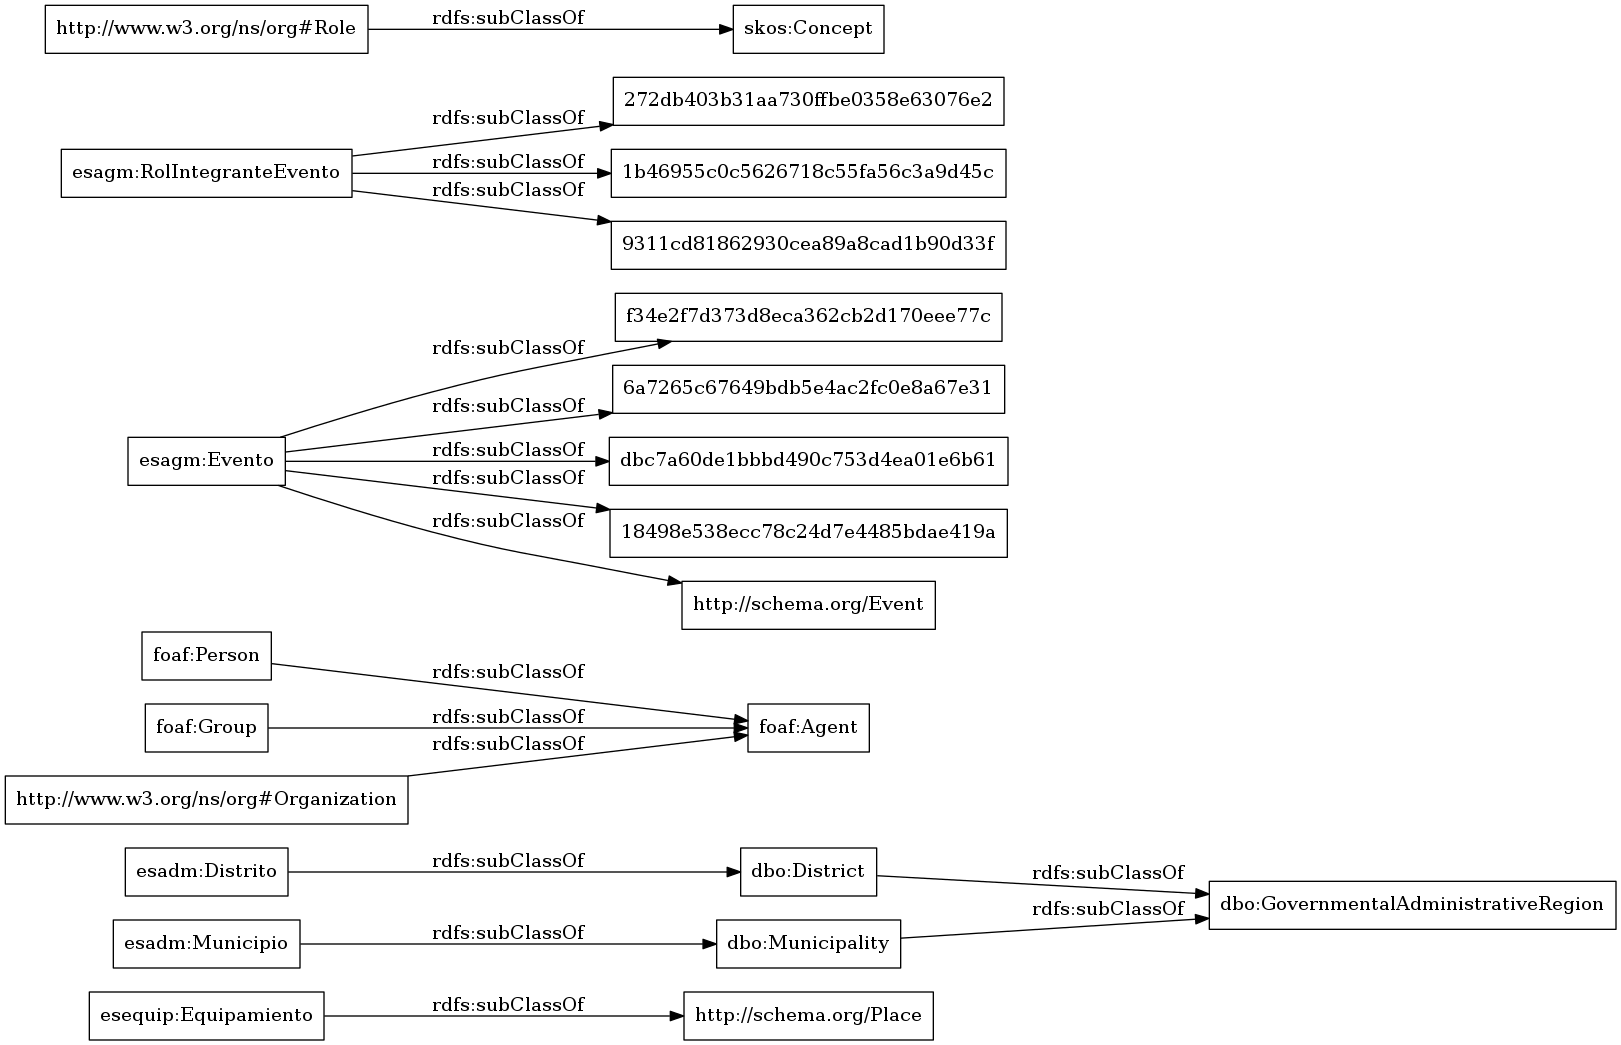 http://www.w3.org/ns/org#Role
rdfs:subClassOf
skos:Concept
esagm:RolIntegranteEvento
rdfs:subClassOf
272db403b31aa730ffbe0358e63076e2
rdfs:subClassOf
1b46955c0c5626718c55fa56c3a9d45c
rdfs:subClassOf
9311cd81862930cea89a8cad1b90d33f
esagm:Evento
rdfs:subClassOf
f34e2f7d373d8eca362cb2d170eee77c
rdfs:subClassOf
6a7265c67649bdb5e4ac2fc0e8a67e31
rdfs:subClassOf
dbc7a60de1bbbd490c753d4ea01e6b61
rdfs:subClassOf
18498e538ecc78c24d7e4485bdae419a
rdfs:subClassOf
http://schema.org/Event
foaf:Person
rdfs:subClassOf
foaf:Group
rdfs:subClassOf
foaf:Agent
http://www.w3.org/ns/org#Organization
rdfs:subClassOf
esadm:Distrito
rdfs:subClassOf
dbo:District
rdfs:subClassOf
dbo:GovernmentalAdministrativeRegion
esadm:Municipio
rdfs:subClassOf
dbo:Municipality
rdfs:subClassOf
esequip:Equipamiento
rdfs:subClassOf
http://schema.org/Place